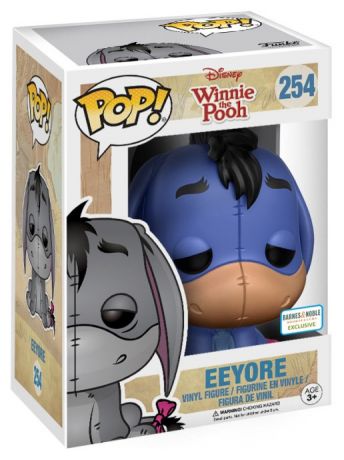 Funko
POP!
Disney
Winnie
the
Pooh
254
BARNES & NOBLE
EXCLUSIVE
EEYORE
VINYL FIGURE / FIGURINE EN VINYLE /
FIGURA DE VINIL
AGE
3+
EEYORE
254